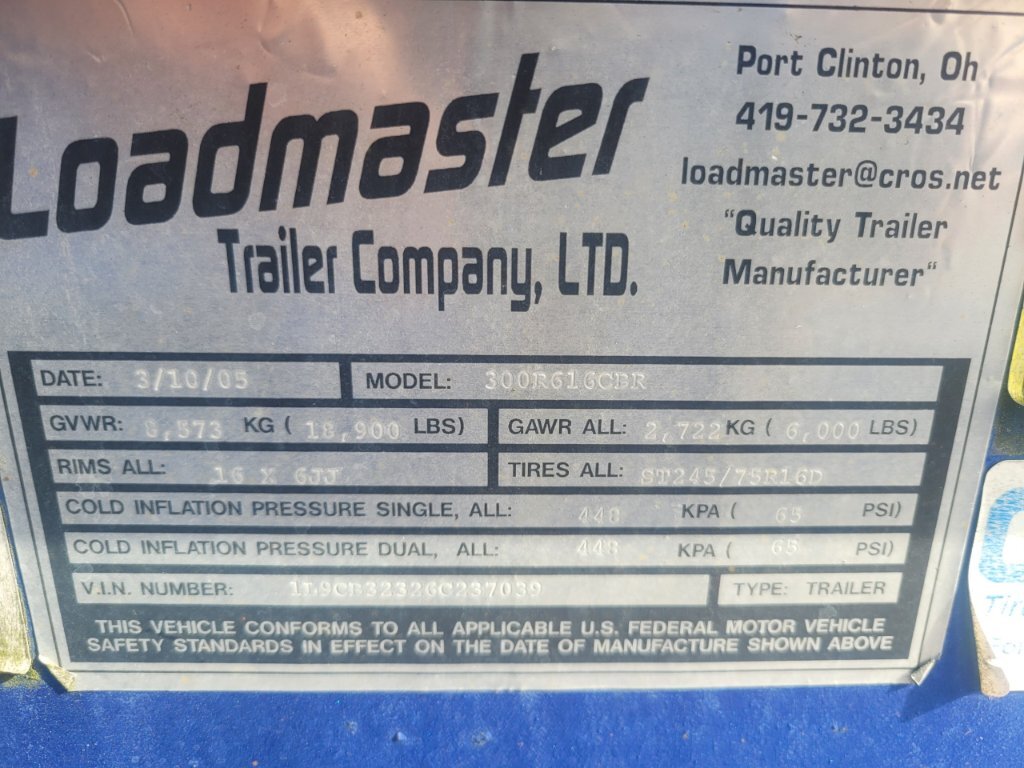 Loadmaster
Trailer Company, LTD.
Port Clinton, Oh
419-732-3434
loadmaster@cros.net
"Quality Trailer
Manufacturer"
DATE: 3/10/05 MODEL: 300R616CBR
GVWR: 8,573 KG ( 18,900 LBS) GAWR ALL: 2,722 KG ( 6,000 LBS)
RIMS ALL: 16 X 6JJ TIRES ALL: ST245/75R16D
COLD INFLATION PRESSURE SINGLE, ALL: 448 KPA ( 65 PSI)
COLD INFLATION PRESSURE DUAL, ALL: 448 KPA ( 65 PSI)
V.I.N. NUMBER: 1L9CB32326C237039 TYPE: TRAILER
THIS VEHICLE CONFORMS TO ALL APPLICABLE U.S. FEDERAL MOTOR VEHICLE
SAFETY STANDARDS IN EFFECT ON THE DATE OF MANUFACTURE SHOWN ABOVE